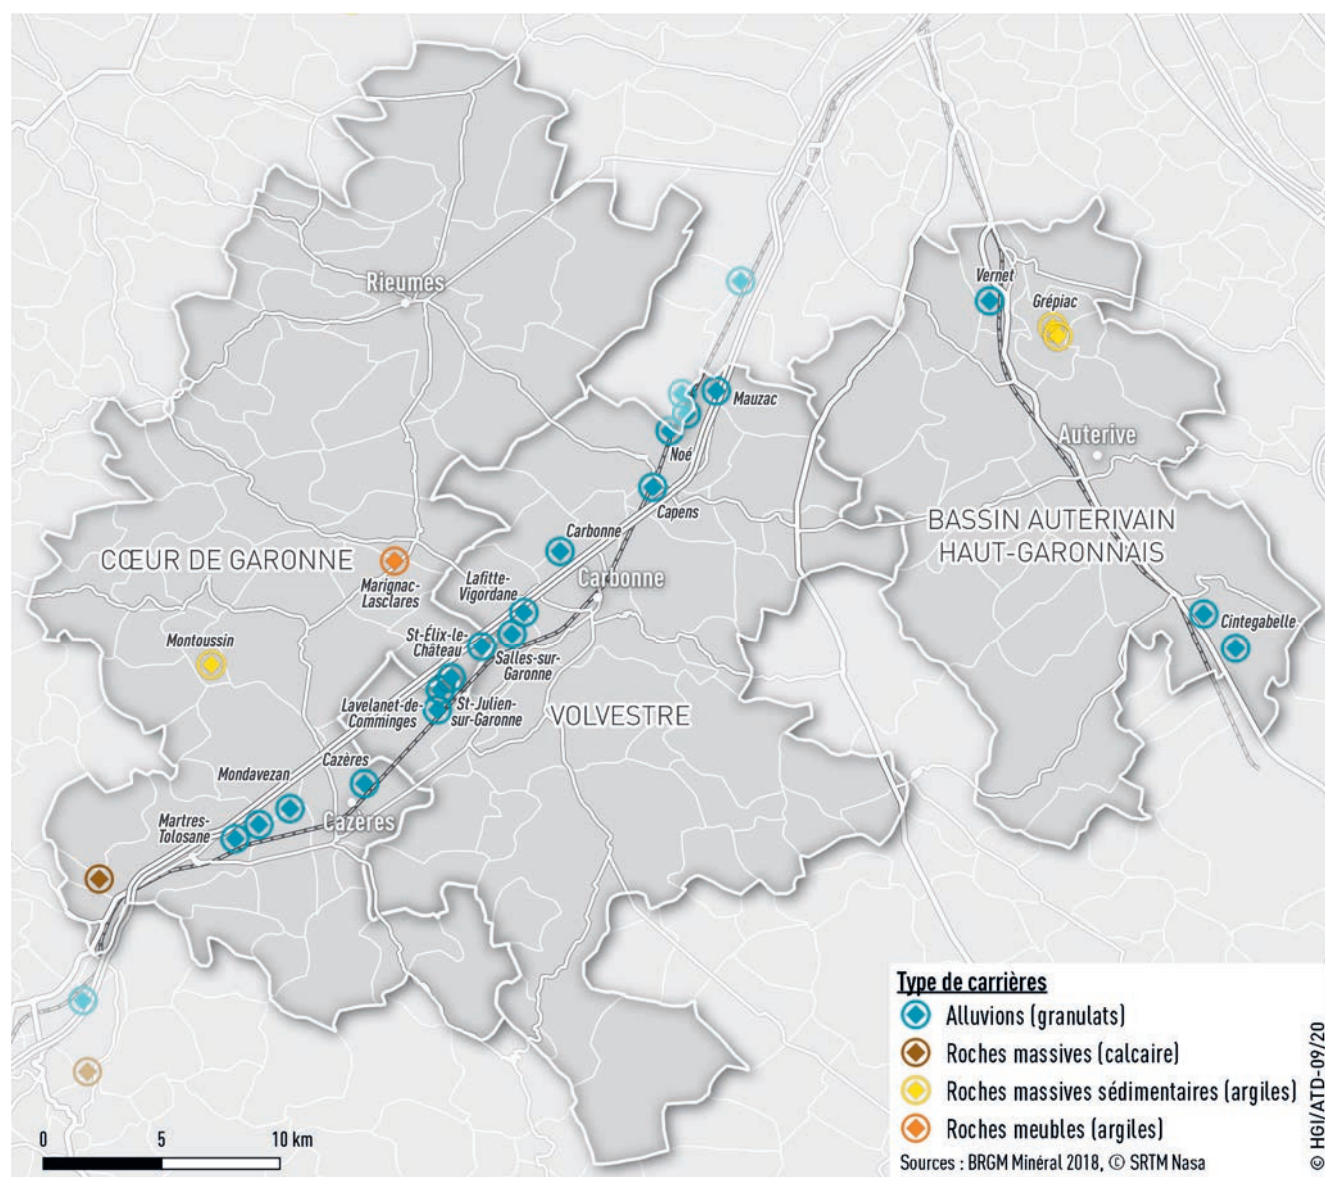 Rieumes
Vernet
Grépiac
Mauzac
Noé
Auterive
Capens
BASSIN AUTERIVAIN
HAUT-GARONNAIS
Carbonne
CŒUR DE GARONNE
Marignac-
Lasclares
Lafitte-
Vigordane
Carbonne
Montoussin
St-Élix-le-
Château
Salles-sur-
Garonne
Cintegabelle
Lavelanet-de-
Comminges
St-Julien-
sur-Garonne
VOLVESTRE
Mondavezan
Cazères
Martres-
Tolosane
Cazères
Type de carrières
Alluvions (granulats)
Roches massives (calcaire)
Roches massives sédimentaires (argiles)
Roches meubles (argiles)
Sources : BRGM Minéral 2018, © SRTM Nasa
© HGI/ATD-09/20
0 5 10 km